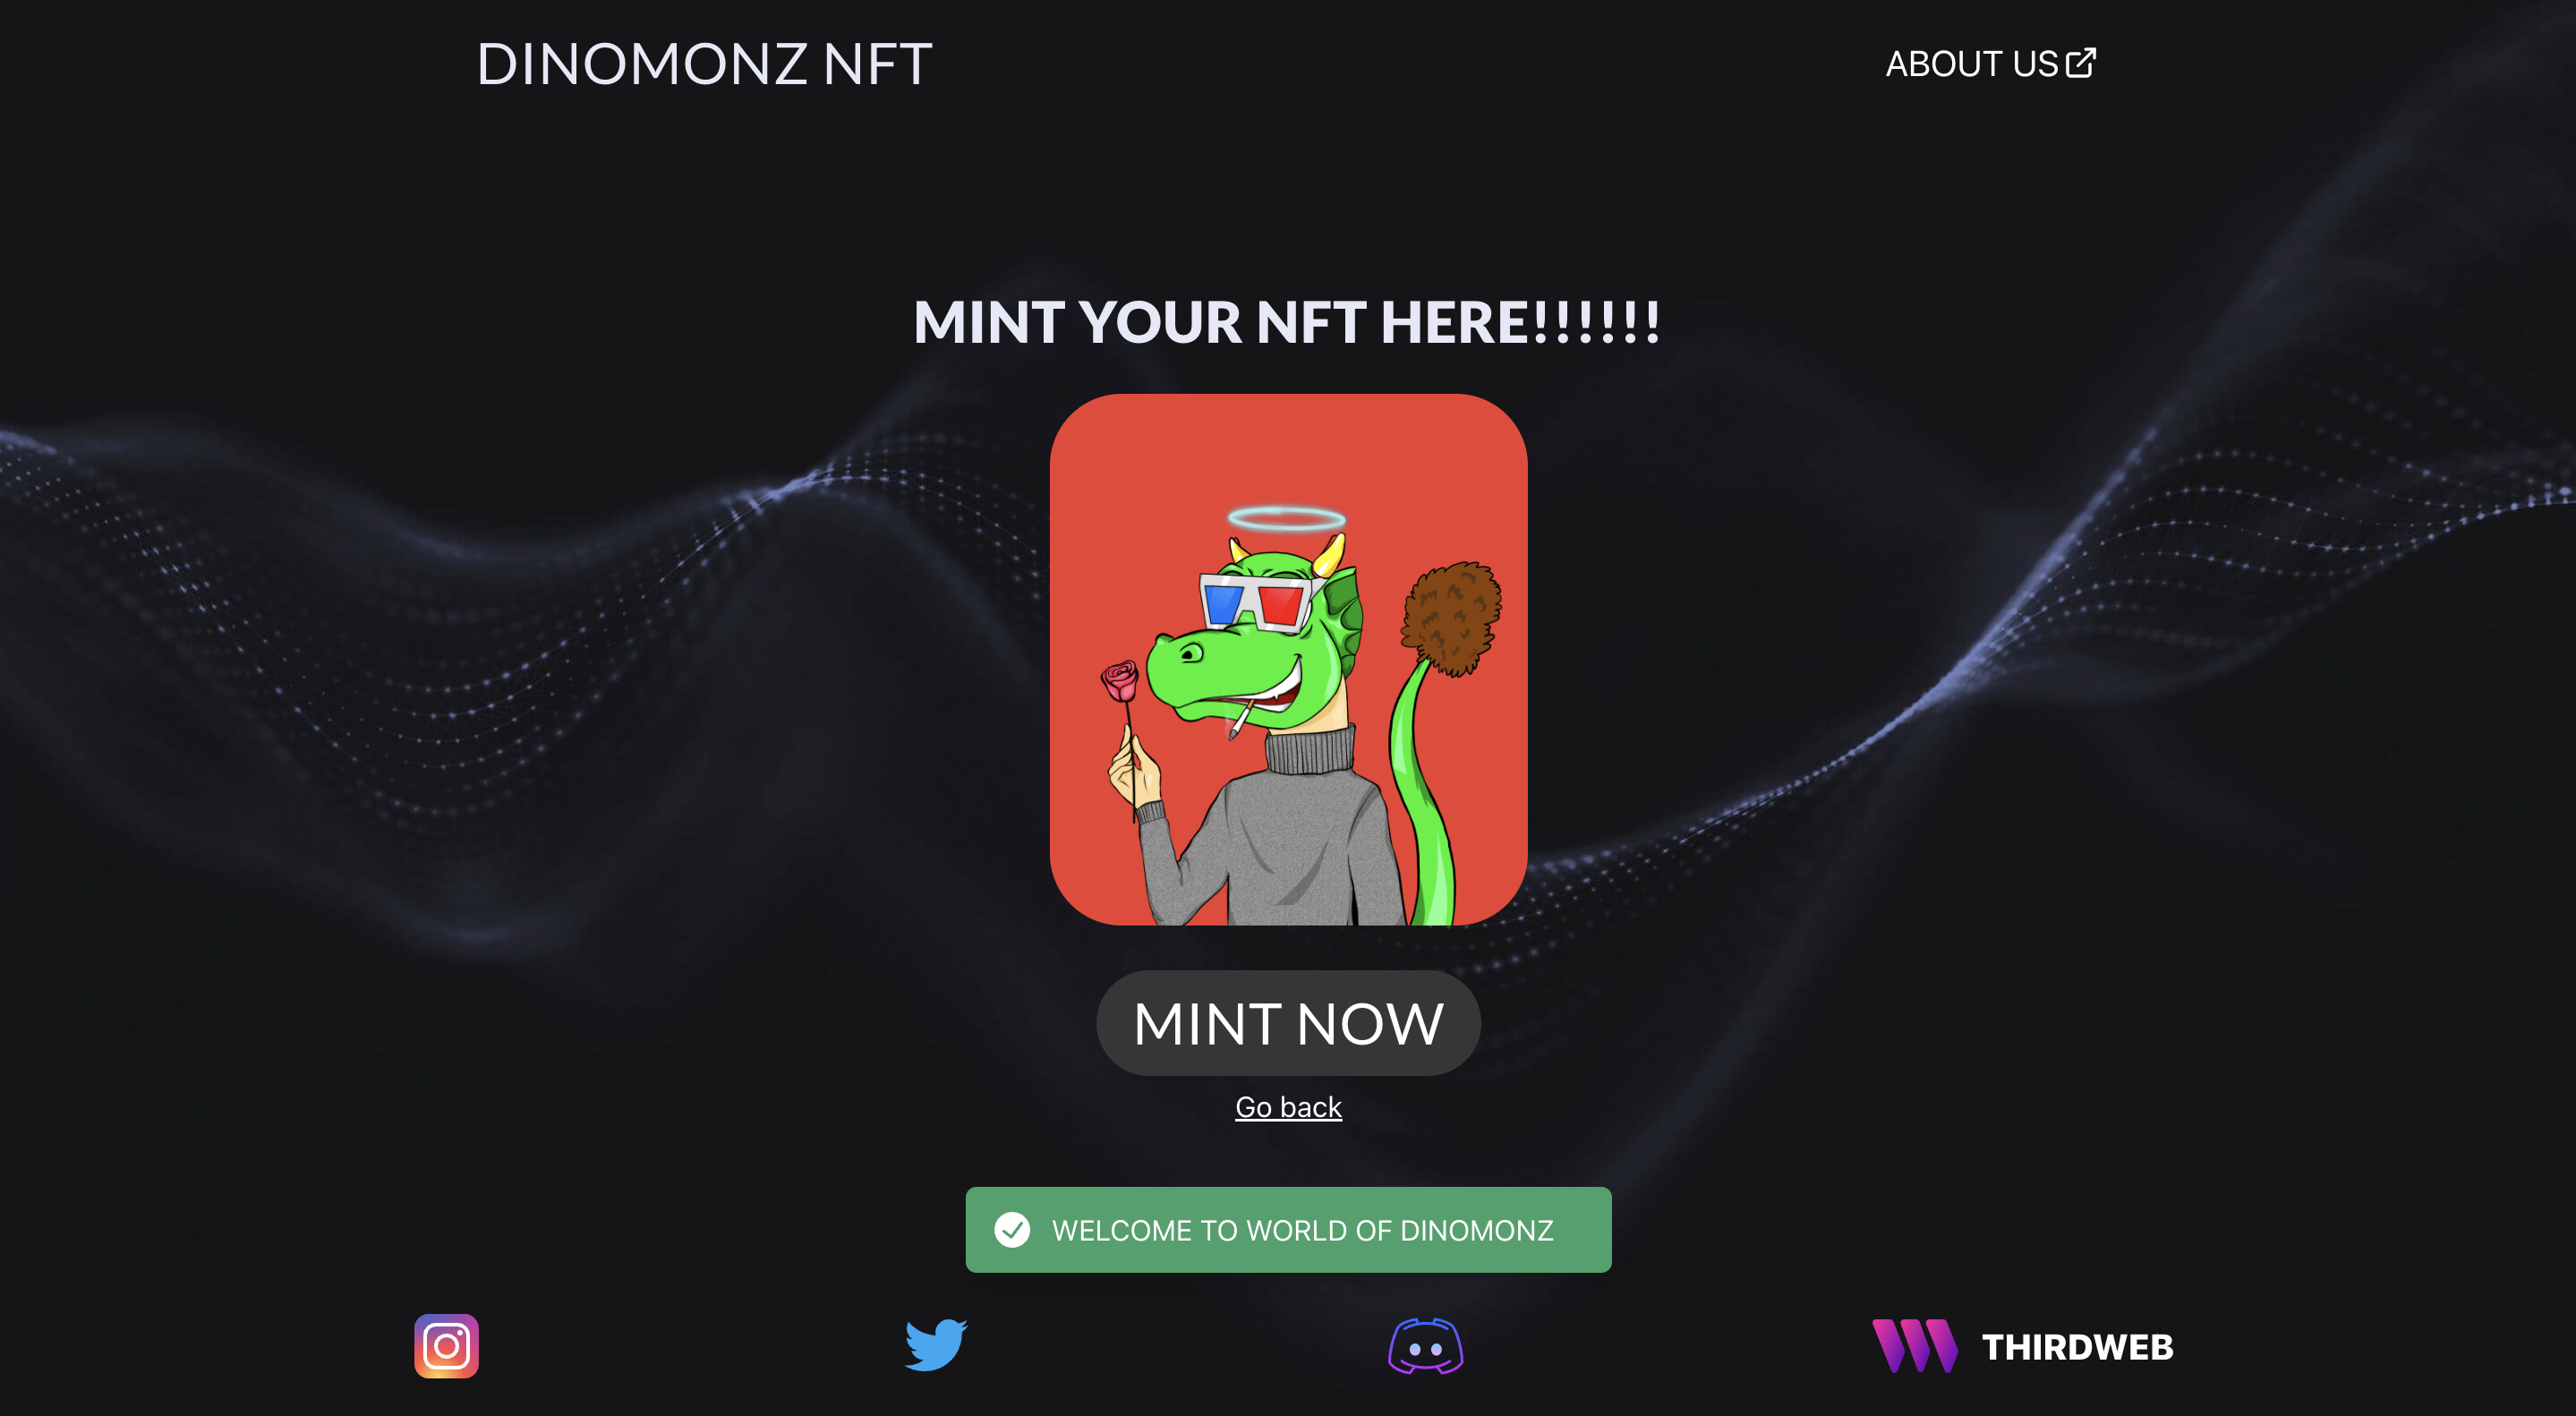 DINOMONZ NFT
ABOUT US
MINT YOUR NFT HERE!!!!!!
MINT NOW
Go back
WELCOME TO WORLD OF DINOMONZ
THIRDWEB